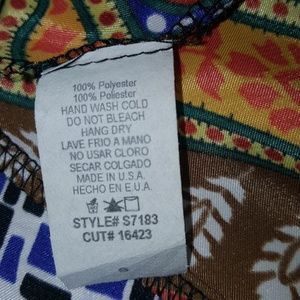 100% Polyester
100% Poliester
HAND WASH COLD
DO NOT BLEACH
HANG DRY
LAVE FRIO A MANO
NO USAR CLORO
SECAR COLGADO
MADE IN U.S.A.
HECHO EN E.U.A.
STYLE# S7183
CUT# 16423